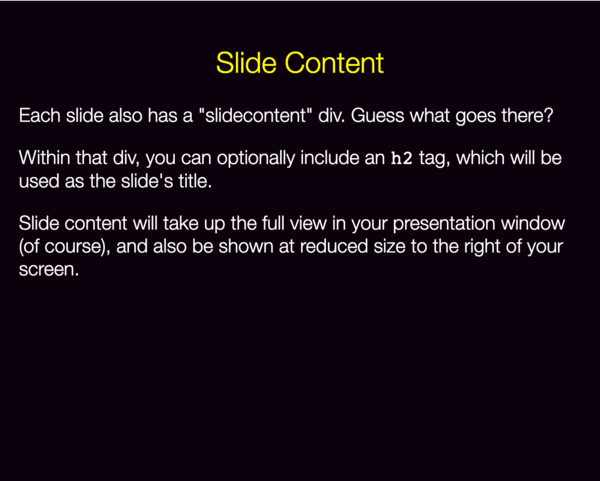 Slide Content
Each slide also has a "slidecontent" div. Guess what goes there?
Within that div, you can optionally include an h2 tag, which will be
used as the slide's title.
Slide content will take up the full view in your presentation window
(of course), and also be shown at reduced size to the right of your
screen.